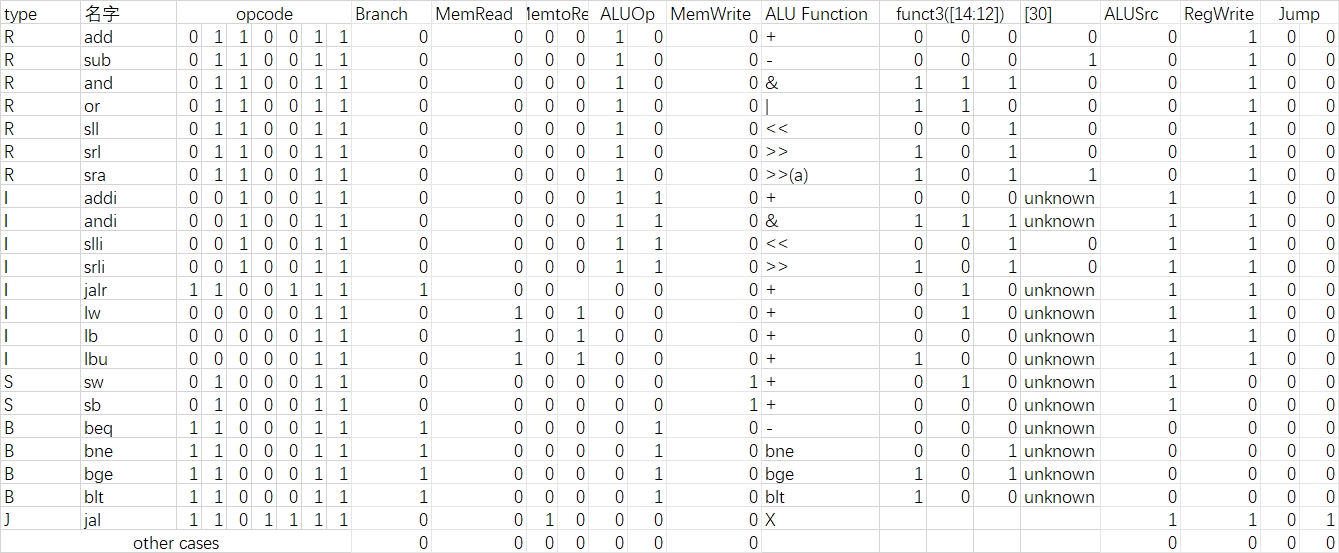 type 名字 opcode Branch MemRead MemtoRe ALUOp MemWrite ALU Function funct3([14:12]) [30] ALUSrc RegWrite Jump
R add 0 1 1 0 0 1 1 0 0 0 0 1 0 0 + 0 0 0 0 0 1 0 0
R sub 0 1 1 0 0 1 1 0 0 0 0 1 0 0 - 0 0 0 1 0 1 0 0
R and 0 1 1 0 0 1 1 0 0 0 0 1 0 0 & 1 1 1 0 0 1 0 0
R or 0 1 1 0 0 1 1 0 0 0 0 1 0 0 | 1 1 0 0 0 1 0 0
R sll 0 1 1 0 0 1 1 0 0 0 0 1 0 0 << 0 0 1 0 0 1 0 0
R srl 0 1 1 0 0 1 1 0 0 0 0 1 0 0 >> 1 0 1 0 0 1 0 0
R sra 0 1 1 0 0 1 1 0 0 0 0 1 0 0 >>(a) 1 0 1 1 0 1 0 0
I addi 0 0 1 0 0 1 1 0 0 0 0 1 1 0 + 0 0 0 unknown 1 1 0 0
I andi 0 0 1 0 0 1 1 0 0 0 0 1 1 0 & 1 1 1 unknown 1 1 0 0
I slli 0 0 1 0 0 1 1 0 0 0 0 1 1 0 << 0 0 1 0 1 1 0 0
I srli 0 0 1 0 0 1 1 0 0 0 0 1 1 0 >> 1 0 1 0 1 1 0 0
I jalr 1 1 0 0 1 1 1 1 0 0 0 0 0 + 0 1 0 unknown 1 1 0 0
I lw 0 0 0 0 0 1 1 0 1 0 1 0 0 0 + 0 1 0 unknown 1 1 0 0
I lb 0 0 0 0 0 1 1 0 1 0 1 0 0 0 + 0 0 0 unknown 1 1 0 0
I lbu 0 0 0 0 0 1 1 0 1 0 1 0 0 0 + 1 0 0 unknown 1 1 0 0
S sw 0 1 0 0 0 1 1 0 0 0 0 0 0 1 + 0 1 0 unknown 1 0 0 0
S sb 0 1 0 0 0 1 1 0 0 0 0 0 0 1 + 0 0 0 unknown 1 0 0 0
B beq 1 1 0 0 0 1 1 1 0 0 0 0 1 0 - 0 0 0 unknown 0 0 0 0
B bne 1 1 0 0 0 1 1 1 0 0 0 0 1 0 bne 0 0 1 unknown 0 0 0 0
B bge 1 1 0 0 0 1 1 1 0 0 0 0 1 0 bge 1 0 1 unknown 0 0 0 0
B blt 1 1 0 0 0 1 1 1 0 0 0 0 1 0 blt 1 0 0 unknown 0 0 0 0
J jal 1 1 0 1 1 1 1 0 0 1 0 0 0 0 X 1 1 0 1
other cases 0 0 0 0 0 0 0 0 0 0 0